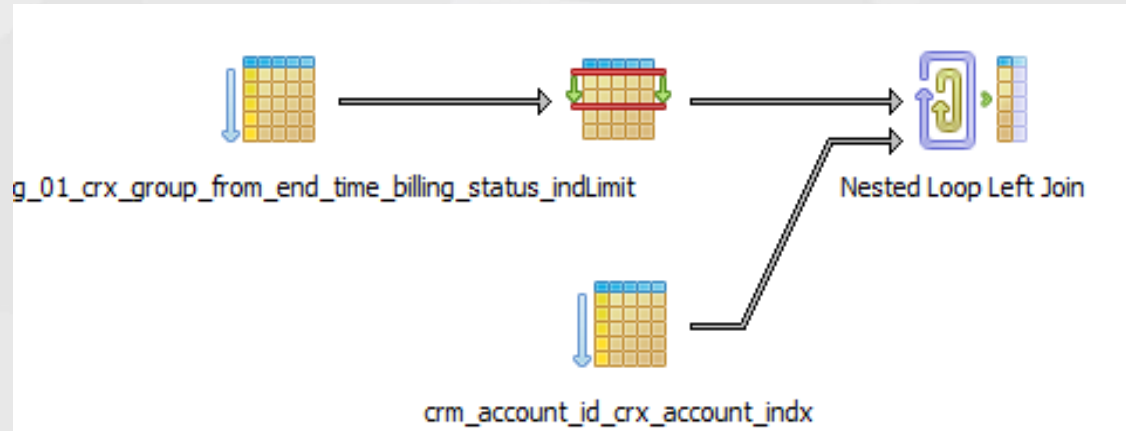 g_01_crx_group_from_end_time_billing_status_indLimit
Nested Loop Left Join
crm_account_id_crx_account_indx